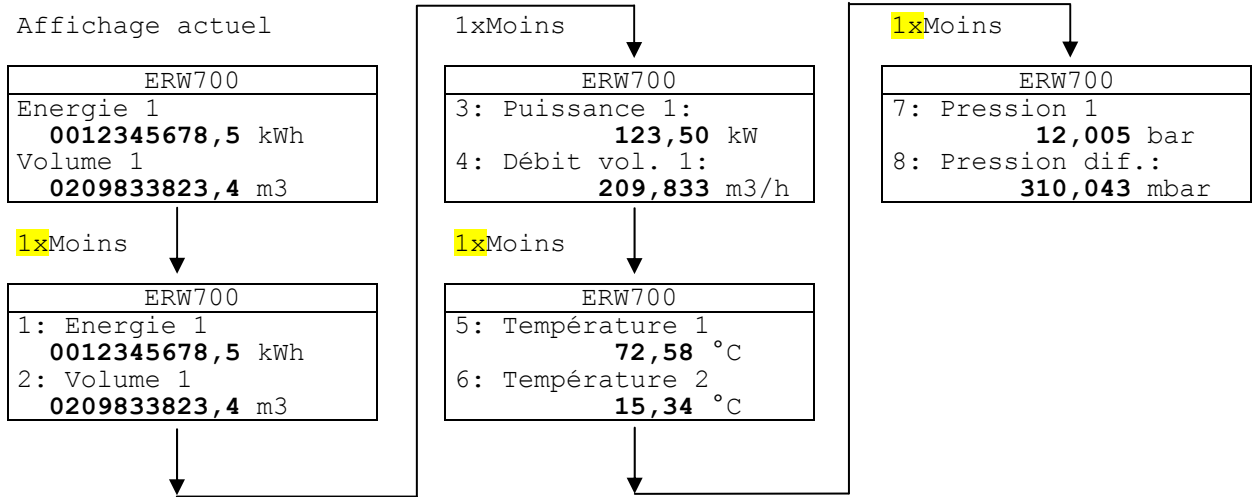 Affichage actuel
ERW700
Energie 1
0012345678,5 kWh
Volume 1
0209833823,4 m3
1xMoins
ERW700
1: Energie 1
0012345678,5 kWh
2: Volume 1
0209833823,4 m3
1xMoins
ERW700
3: Puissance 1:
123,50 kW
4: Débit vol. 1:
209,833 m3/h
1xMoins
ERW700
5: Température 1
72,58 °C
6: Température 2
15,34 °C
1xMoins
ERW700
7: Pression 1
12,005 bar
8: Pression dif.:
310,043 mbar